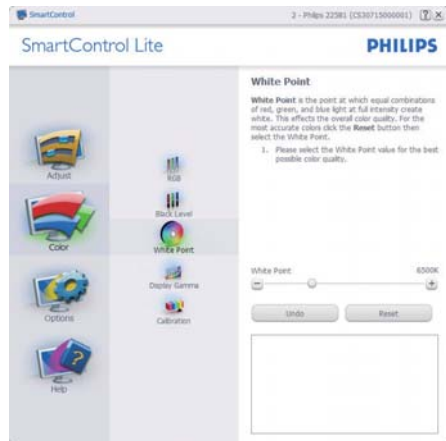 SmartControl
2 - Philips 225B1 (CS30715000001)
SmartControl Lite
PHILIPS
Adjust
Color
Options
Help
RGB
Black Level
White Point
Display Gamma
Calibration
White Point
White Point is the point at which equal combinations
of red, green, and blue light at full intensity create
white. This effects the overall color quality. For the
most accurate colors click the Reset button then
select the White Point.
1. Please select the White Point value for the best
possible color quality.
White Point 6500K
Undo Reset